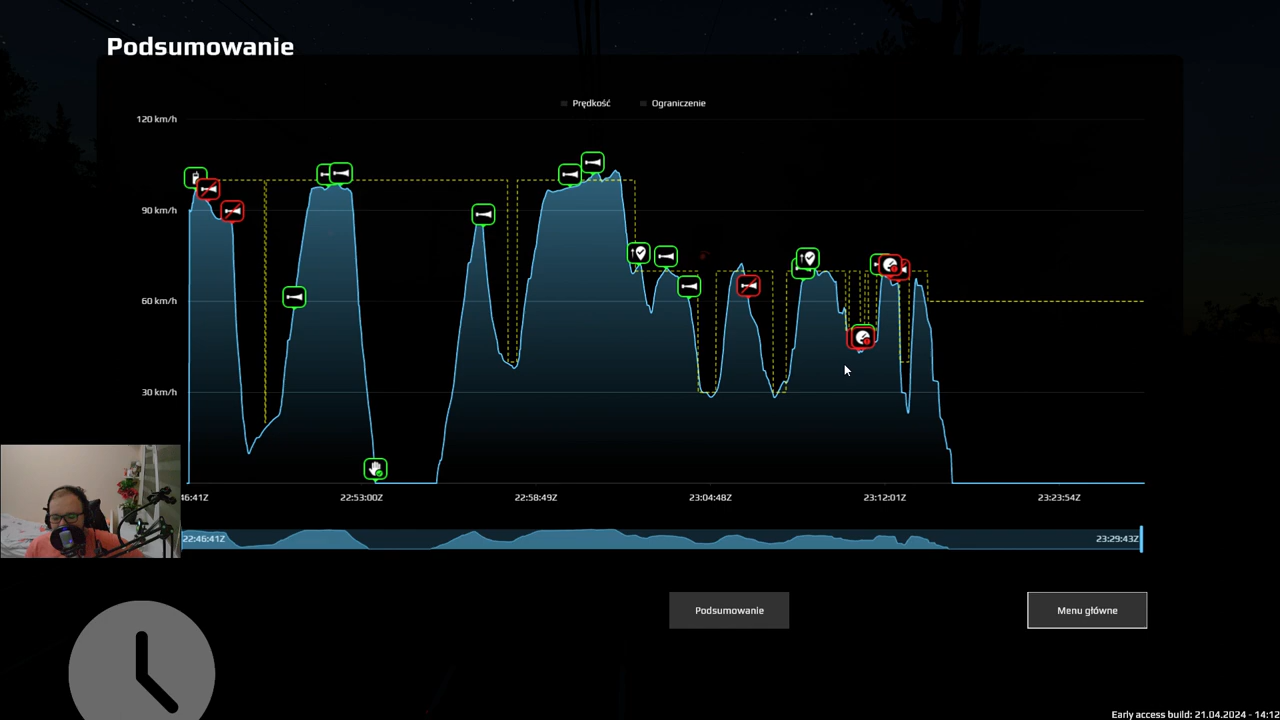 Podsumowanie
Prędkość
Ograniczenie
120 km/h
90 km/h
60 km/h
30 km/h
46:41Z
22:53:00Z
22:58:49Z
23:04:48Z
23:12:01Z
23:23:54Z
22:46:41Z
23:29:43Z
Podsumowanie
Menu główne
Early access build: 21.04.2024 - 14:12